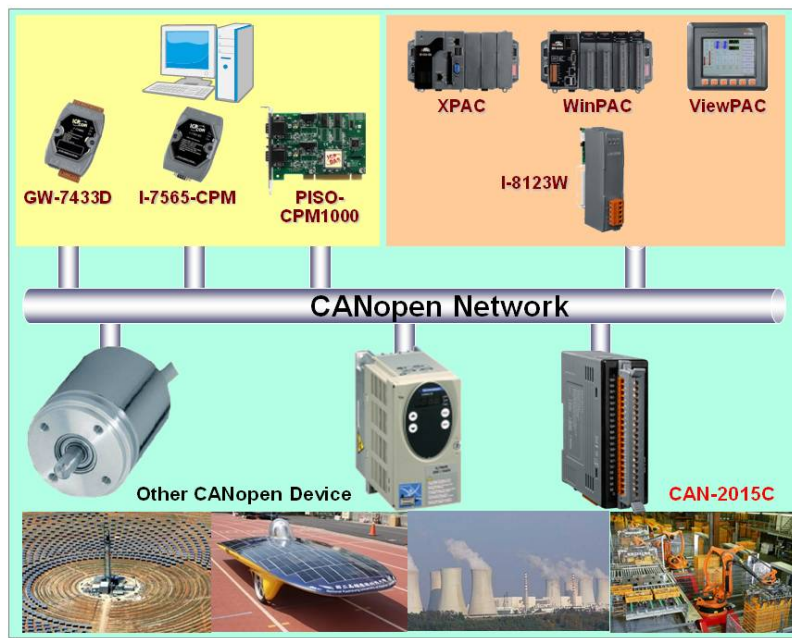 XPAC
WinPAC
ViewPAC
GW-7433D
I-7565-CPM
PISO-
CPM1000
I-8123W
CANopen Network
Other CANopen Device
CAN-2015C